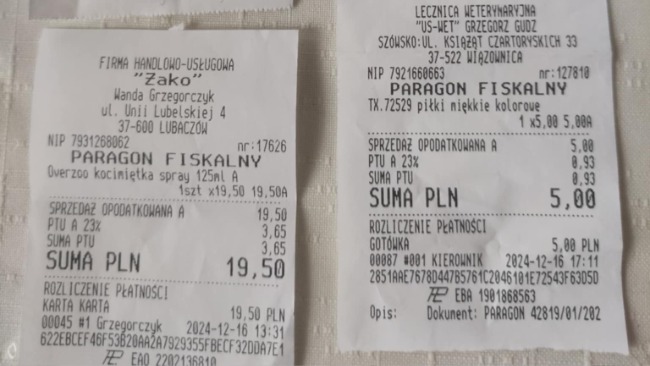 FIRMA HANDLOWO-USŁUGOWA
"Żako"
Wanda Grzegorczyk
ul. Unii Lubelskiej 4
37-600 LUBACZÓW
NIP 7931268062 nr:17626
PARAGON FISKALNY
Overzoo kocimiętka spray 125ml A
1szt x19,50 19,50A
SPRZEDAŻ OPODATKOWANA A 19,50
PTU A 23% 3,65
SUMA PTU 3,65
SUMA PLN 19,50
ROZLICZENIE PŁATNOŚCI
KARTA KARTA 19,50 PLN
00045 #1 Grzegorczyk 2024-12-16 13:31
622EBCEF46F53B20AA2A7929355FBECF32DDA7E1
EAO 2202136810
LECZNICA WETERYNARYJNA
"US-WET" GRZEGORZ GUDZ
SZÓWSKO:UL. KSIĄŻĄT CZARTORYSKICH 33
37-522 WIĄZOWNICA
NIP 7921660663 nr:127810
PARAGON FISKALNY
TX.72529 piłki miękkie kolorowe
1 x5,00 5,00A
SPRZEDAŻ OPODATKOWANA A 5,00
PTU A 23% 0,93
SUMA PTU 0,93
SUMA PLN 5,00
ROZLICZENIE PŁATNOŚCI
GOTÓWKA 5,00 PLN
00087 #001 KIEROWNIK 2024-12-16 17:11
2851AAE7678D447B5761C2046101E72543F63D5D
EBA 1901868563
Opis: Dokument: PARAGON 42819/01/202